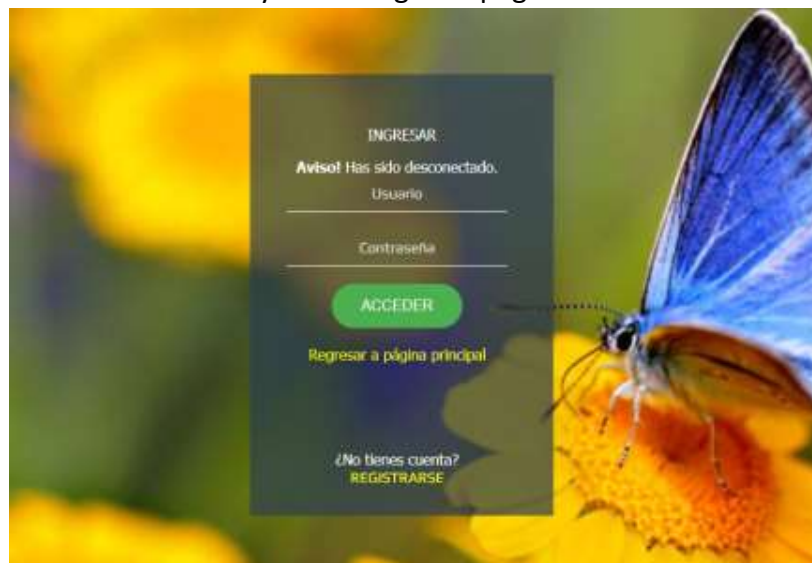 INGRESAR
Aviso! Has sido desconectado.
Usuario
Contraseña
ACCEDER
Regresar a página principal
¿No tienes cuenta?
REGISTRARSE